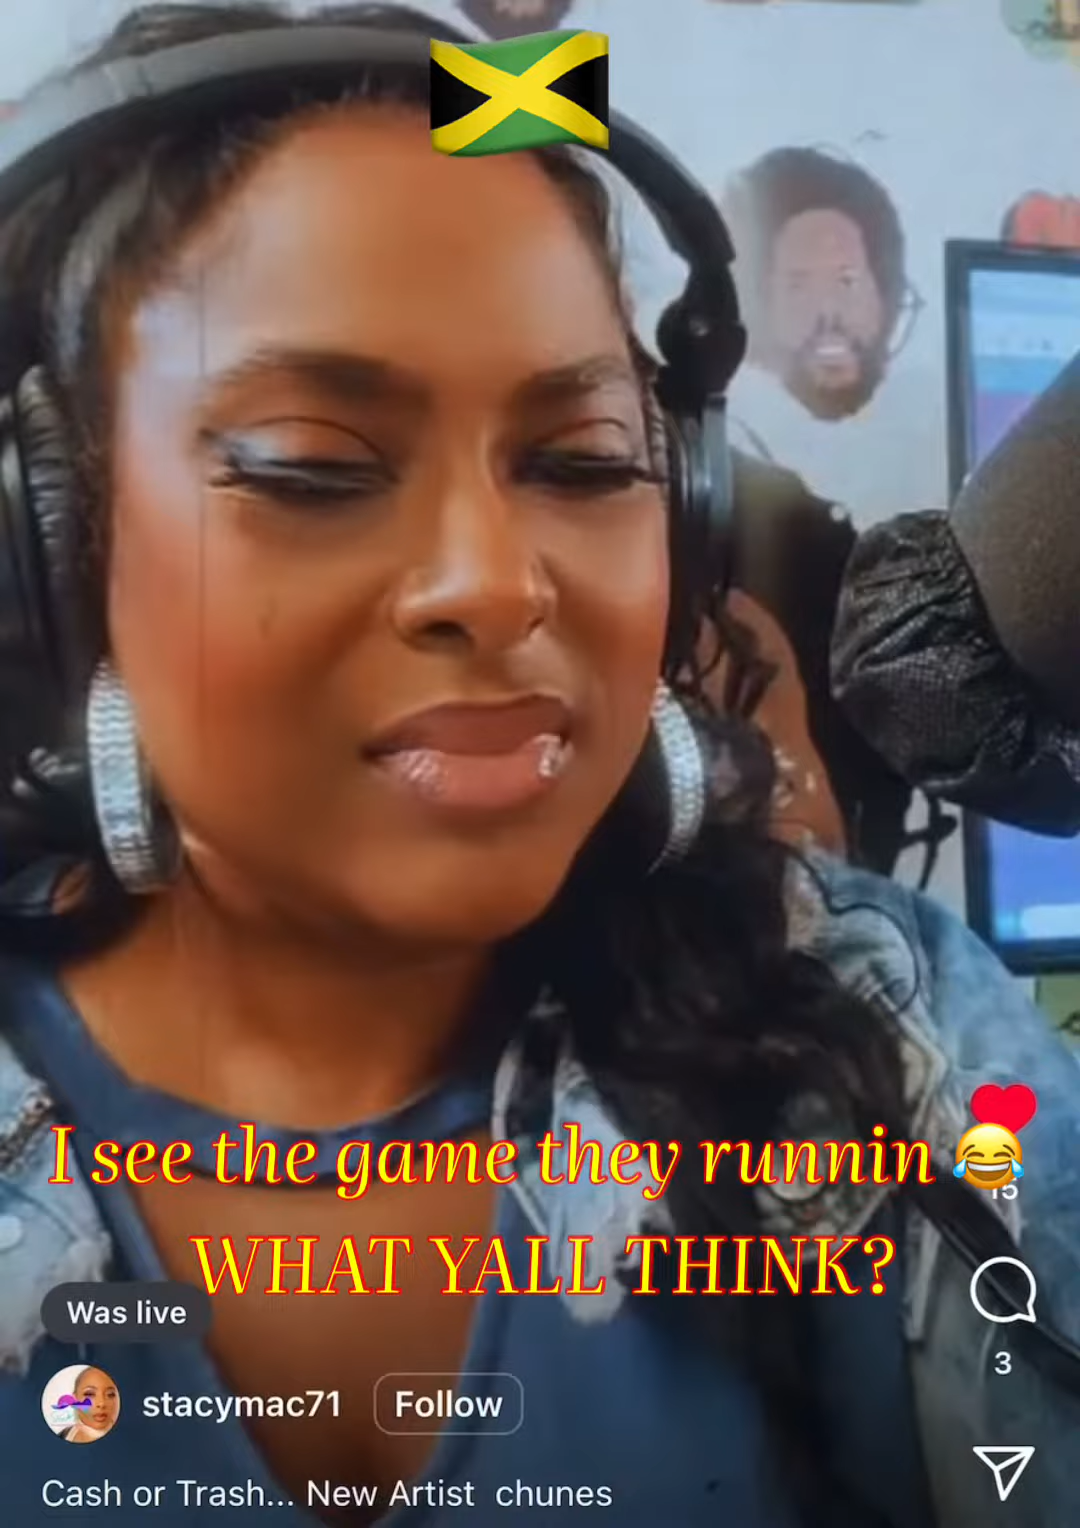 I see the game they runnin 😂
15
WHAT YALL THINK?
Was live
3
stacymac71 Follow
Cash or Trash... New Artist chunes